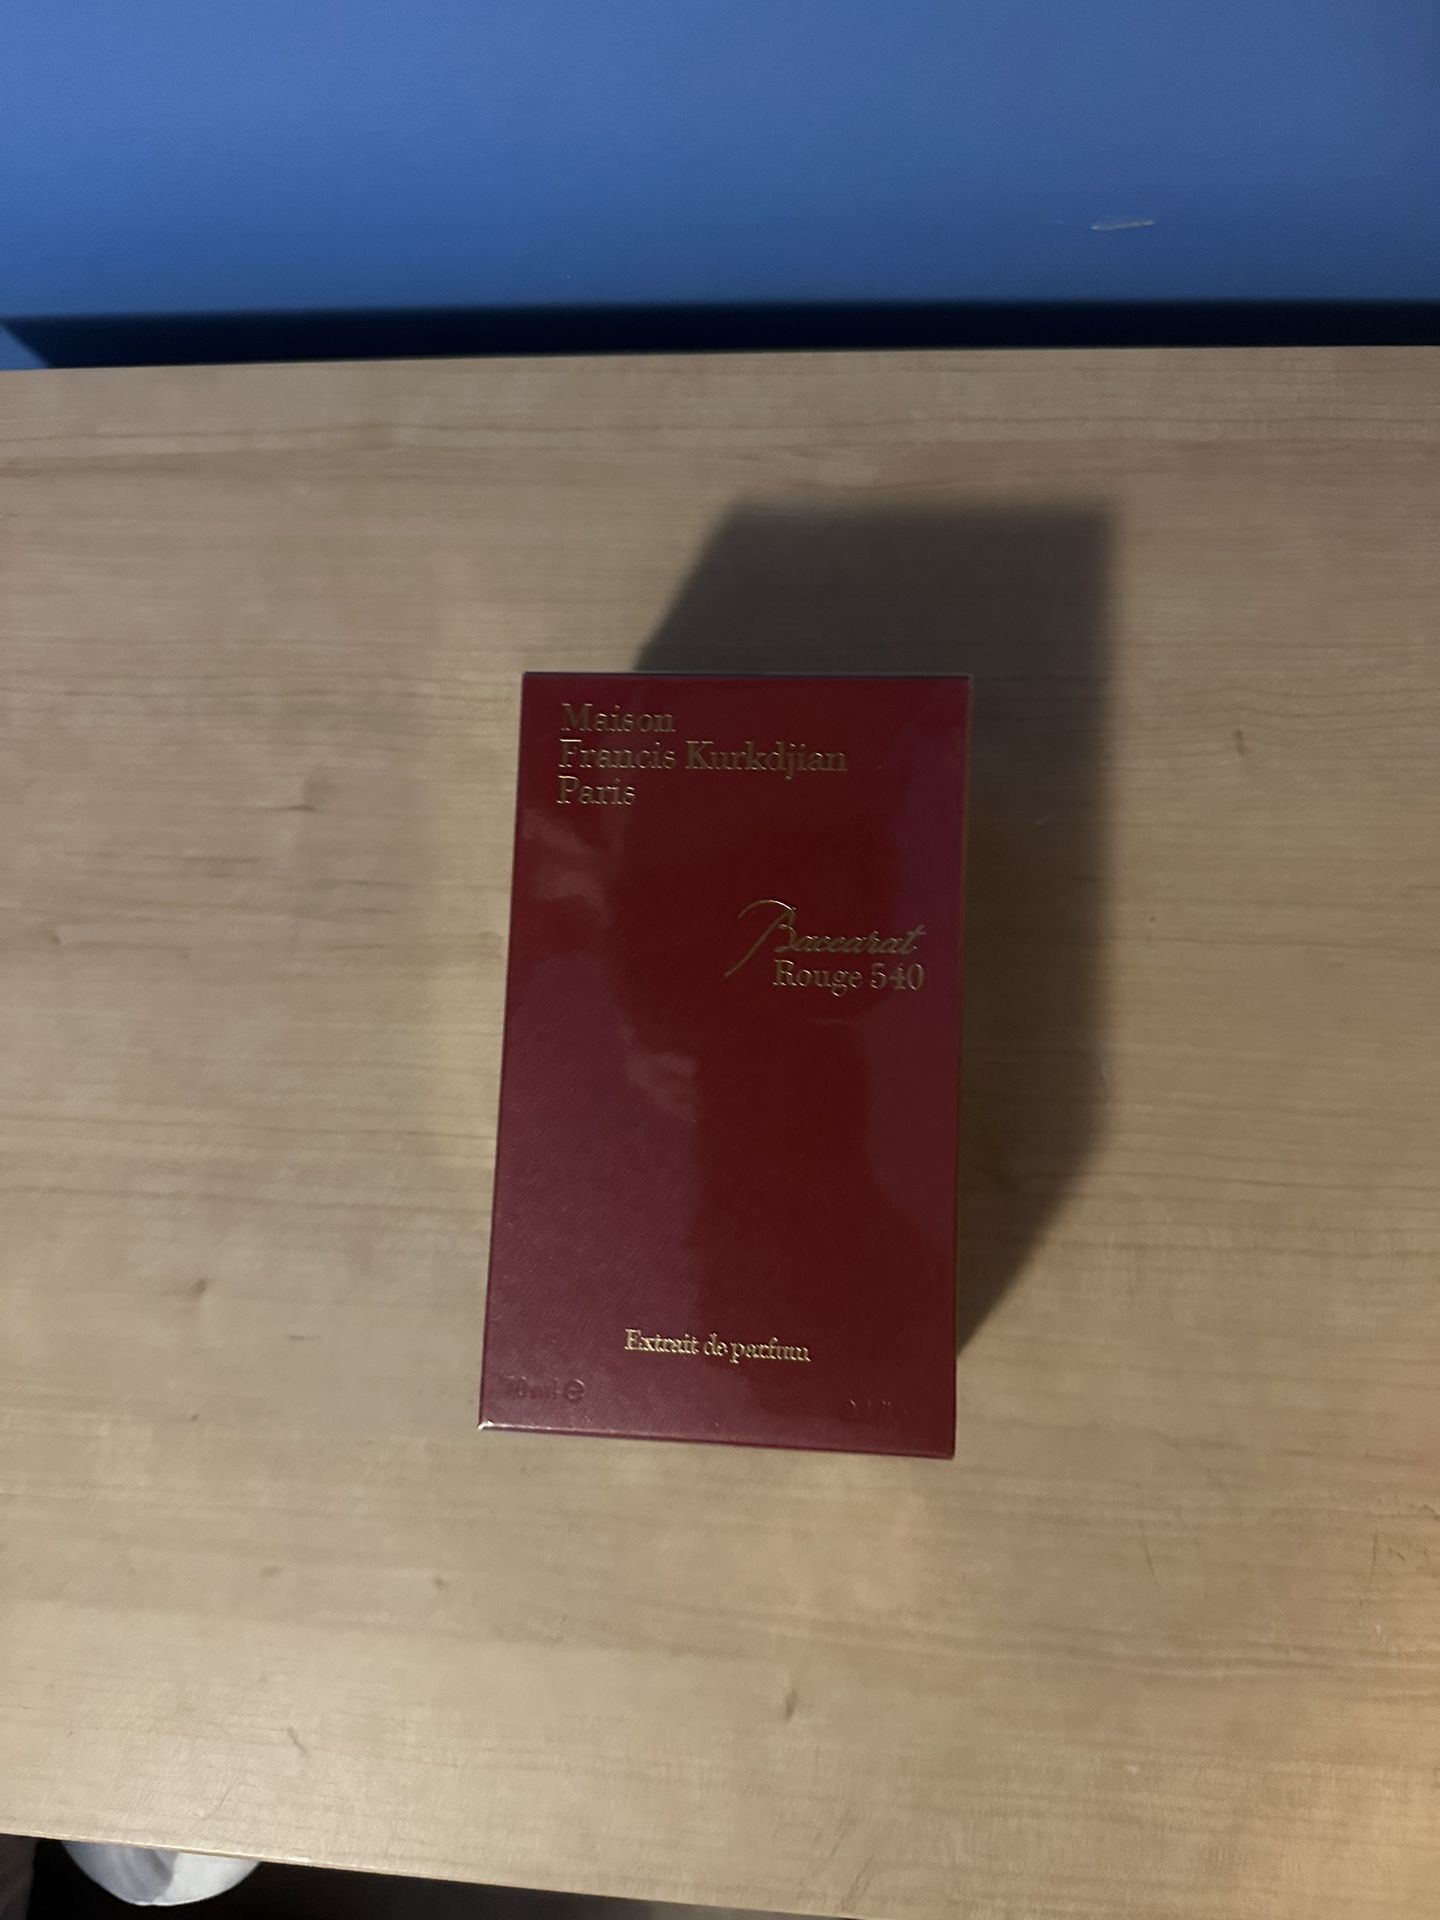 Maison
Francis Kurkdjian
Paris
Baccarat
Rouge 540
Extrait de parfum